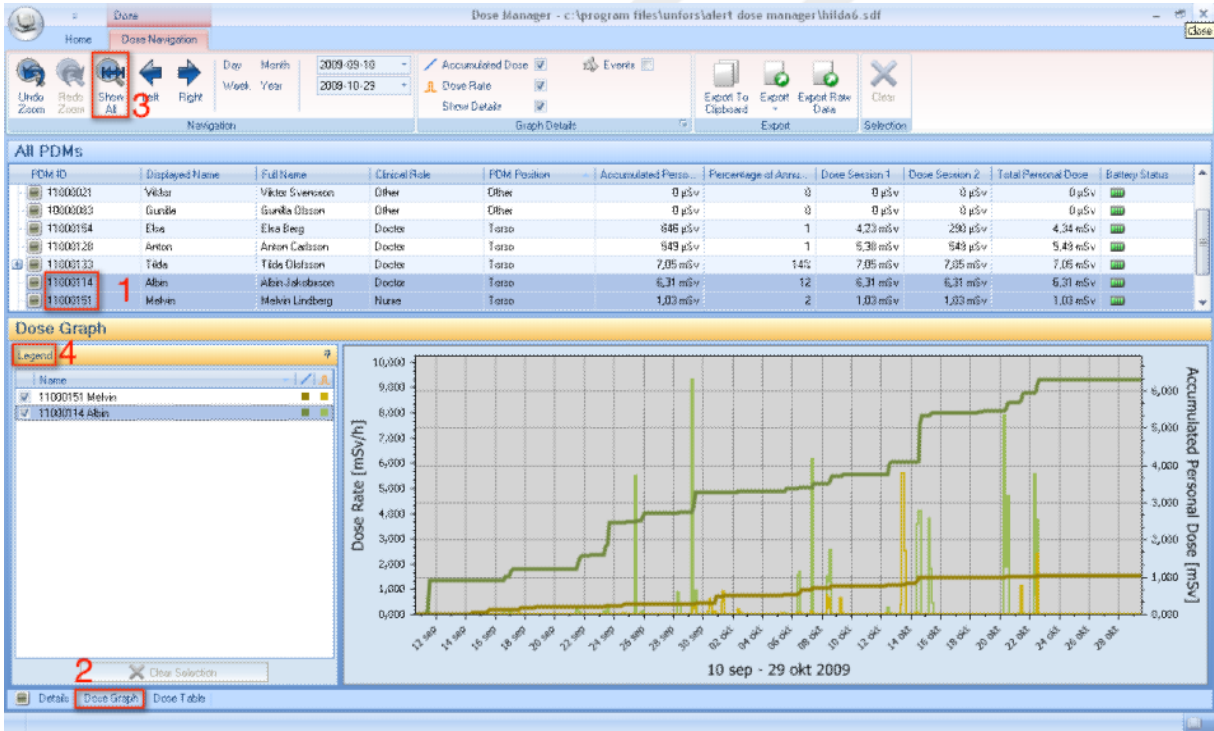 Dose
Dose Manager - c:\program files\unfors\alert dose manager\hilda6.sdf
Close
Home Dose Navigation
Undo Zoom
Redo Zoom
Show All
Left
Right
Day Month
Week Year
2009-09-10
2009-10-29
Navigation
3
Accumulated Dose
Dove Rate
Show Details
Events
Graph Details
Export To Clipboard
Export
Export Raw Data
Export
Clear
Selection
All PDMs
PDM ID Displayed Name Full Name Clinical Role PDM Position Accumulated Perso... Percentage of Annu... Dose Session 1 Dose Session 2 Total Personal Dose Battery Status
11000021 Viktor Viktor Svensson Other Other 0 µSv 0 0 µSv 0 µSv 0 µSv
10000083 Gunilla Gunilla Olsson Other Other 0 µSv 0 0 µSv 0 µSv 0 µSv
11000154 Elsa Elsa Berg Doctor Torso 646 µSv 1 4,23 mSv 290 µSv 4,34 mSv
11000128 Anton Anton Carlsson Doctor Torso 549 µSv 1 5,38 mSv 549 µSv 5,49 mSv
11000133 Tilda Tilda Olofsson Doctor Torso 7,05 mSv 14% 7,05 mSv 7,05 mSv 7,05 mSv
11000114 Albin Albin Jakobsson Doctor Torso 6,31 mSv 12 6,31 mSv 6,31 mSv 6,31 mSv
11000151 Melvin Melvin Lindberg Nurse Torso 1,03 mSv 2 1,03 mSv 1,03 mSv 1,03 mSv
1
Dose Graph
Legend 4
Name
11000151 Melvin
11000114 Albin
Clear Selection
2
Dose Rate [mSv/h]
10,000
9,000
8,000
7,000
6,000
5,000
4,000
3,000
2,000
1,000
0,000
6,000
5,000
4,000
3,000
2,000
1,000
0,000
Accumulated Personal Dose [mSv]
12 sep 14 sep 16 sep 18 sep 20 sep 22 sep 24 sep 26 sep 28 sep 30 sep 02 okt 04 okt 06 okt 08 okt 10 okt 12 okt 14 okt 16 okt 18 okt 20 okt 22 okt 24 okt 26 okt 28 okt
10 sep - 29 okt 2009
Details Dose Graph Dose Table